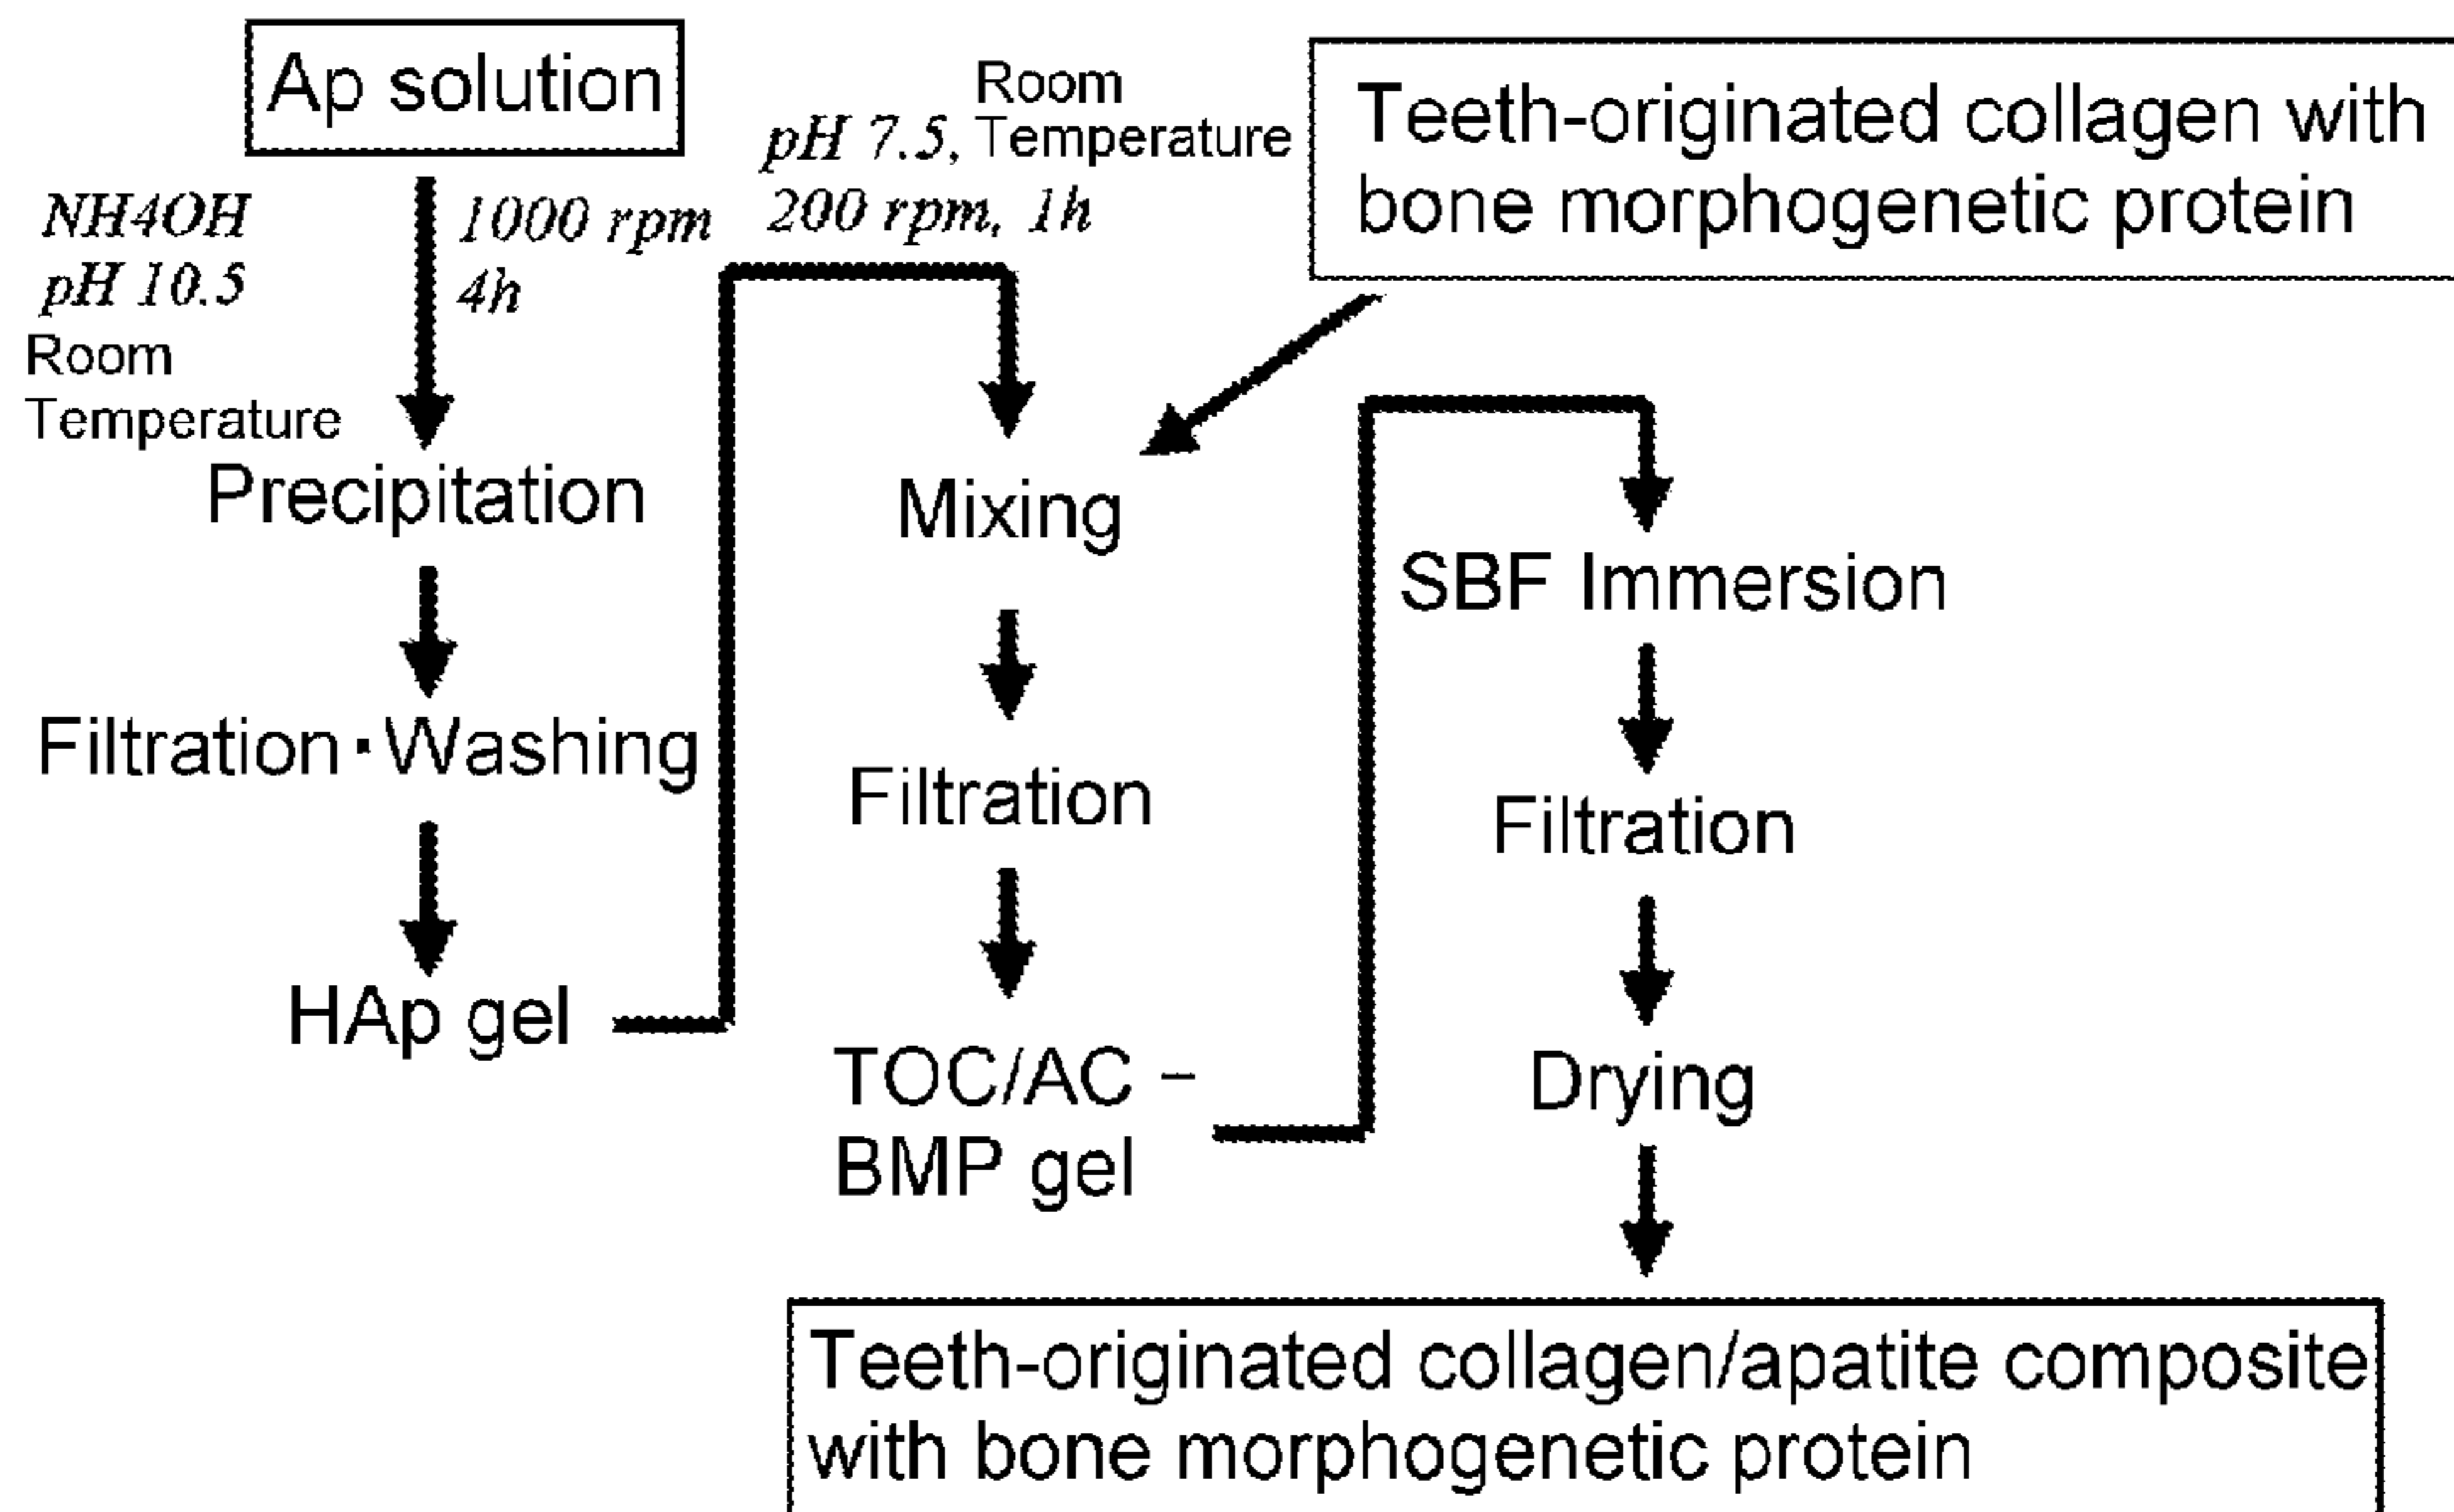 Ap solution
NH4OH
pH 10.5
Room
Temperature
1000 rpm
4h
Precipitation
Filtration·Washing
HAp gel
pH 7.5, Room
Temperature
200 rpm, 1h
Teeth-originated collagen with
bone morphogenetic protein
Mixing
Filtration
TOC/AC –
BMP gel
SBF Immersion
Filtration
Drying
Teeth-originated collagen/apatite composite
with bone morphogenetic protein